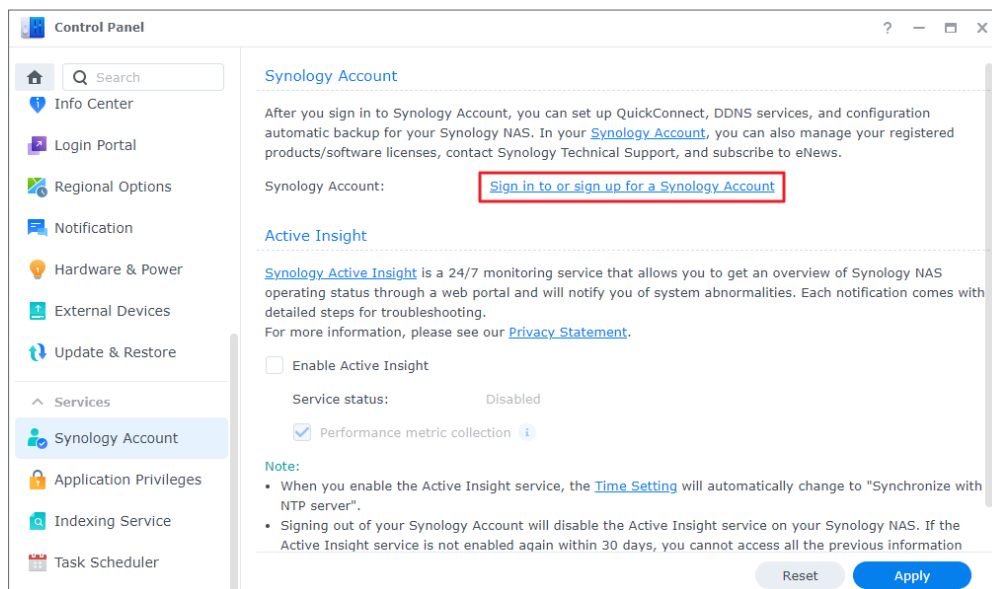 Control Panel
Search
Info Center
Login Portal
Regional Options
Notification
Hardware & Power
External Devices
Update & Restore
Services
Synology Account
Application Privileges
Indexing Service
Task Scheduler
Synology Account
After you sign in to Synology Account, you can set up QuickConnect, DDNS services, and configuration
automatic backup for your Synology NAS. In your Synology Account, you can also manage your registered
products/software licenses, contact Synology Technical Support, and subscribe to eNews.
Synology Account: Sign in to or sign up for a Synology Account
Active Insight
Synology Active Insight is a 24/7 monitoring service that allows you to get an overview of Synology NAS
operating status through a web portal and will notify you of system abnormalities. Each notification comes with
detailed steps for troubleshooting.
For more information, please see our Privacy Statement.
Enable Active Insight
Service status: Disabled
Performance metric collection
Note:
• When you enable the Active Insight service, the Time Setting will automatically change to "Synchronize with
NTP server".
• Signing out of your Synology Account will disable the Active Insight service on your Synology NAS. If the
Active Insight service is not enabled again within 30 days, you cannot access all the previous information
Reset Apply